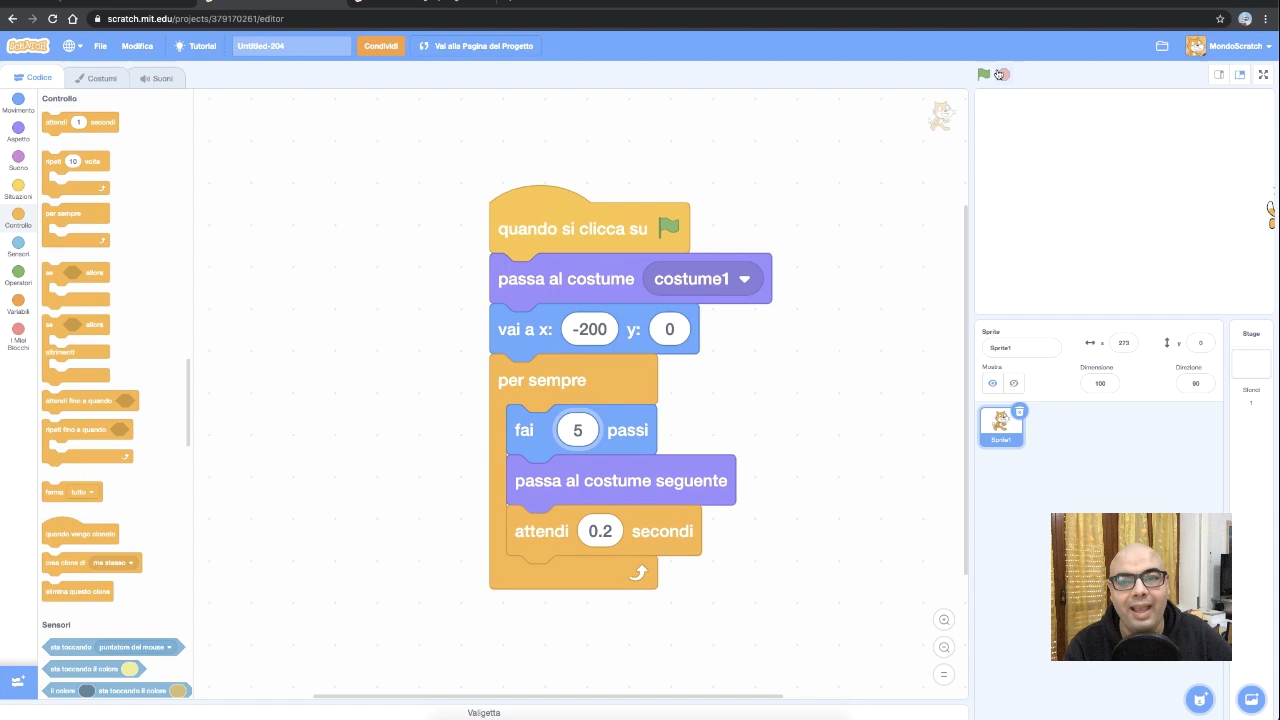 scratch.mit.edu/projects/379170261/editor
SCRATCH
File
Modifica
Tutorial
Untitled-204
Condividi
Vai alla Pagina del Progetto
MondoScratch
Codice
Costumi
Suoni
Movimento
Aspetto
Suono
Situazioni
Controllo
Sensori
Operatori
Variabili
I Miei
Blocchi
Controllo
attendi 1 secondi
ripeti 10 volte
per sempre
se allora
se allora
altrimenti
attendi fino a quando
ripeti fino a quando
ferma tutto
quando vengo clonato
crea clone di me stesso
elimina questo clone
Sensori
sta toccando puntatore del mouse
sta toccando il colore
il colore sta toccando il colore
quando si clicca su
passa al costume costume1
vai a x: -200 y: 0
per sempre
fai 5 passi
passa al costume seguente
attendi 0.2 secondi
Valigetta
Sprite
Sprite1
x 273
y 0
Mostra
Dimensione
100
Direzione
90
Sprite1
Stage
Sfondi
1